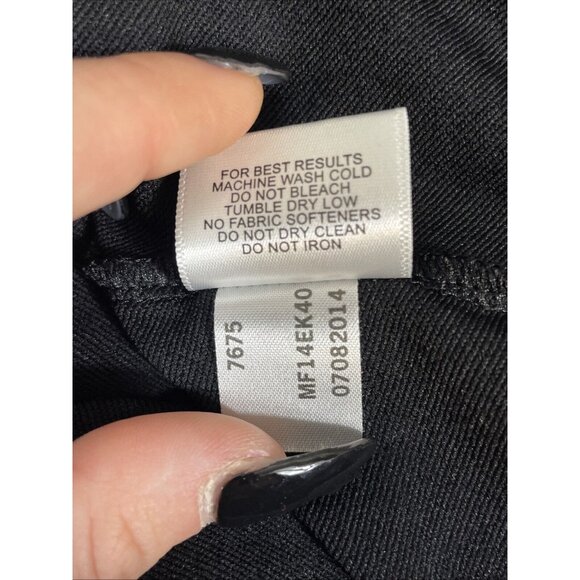 FOR BEST RESULTS
MACHINE WASH COLD
DO NOT BLEACH
TUMBLE DRY LOW
NO FABRIC SOFTENERS
DO NOT DRY CLEAN
DO NOT IRON
7675
MF14EK40
07082014